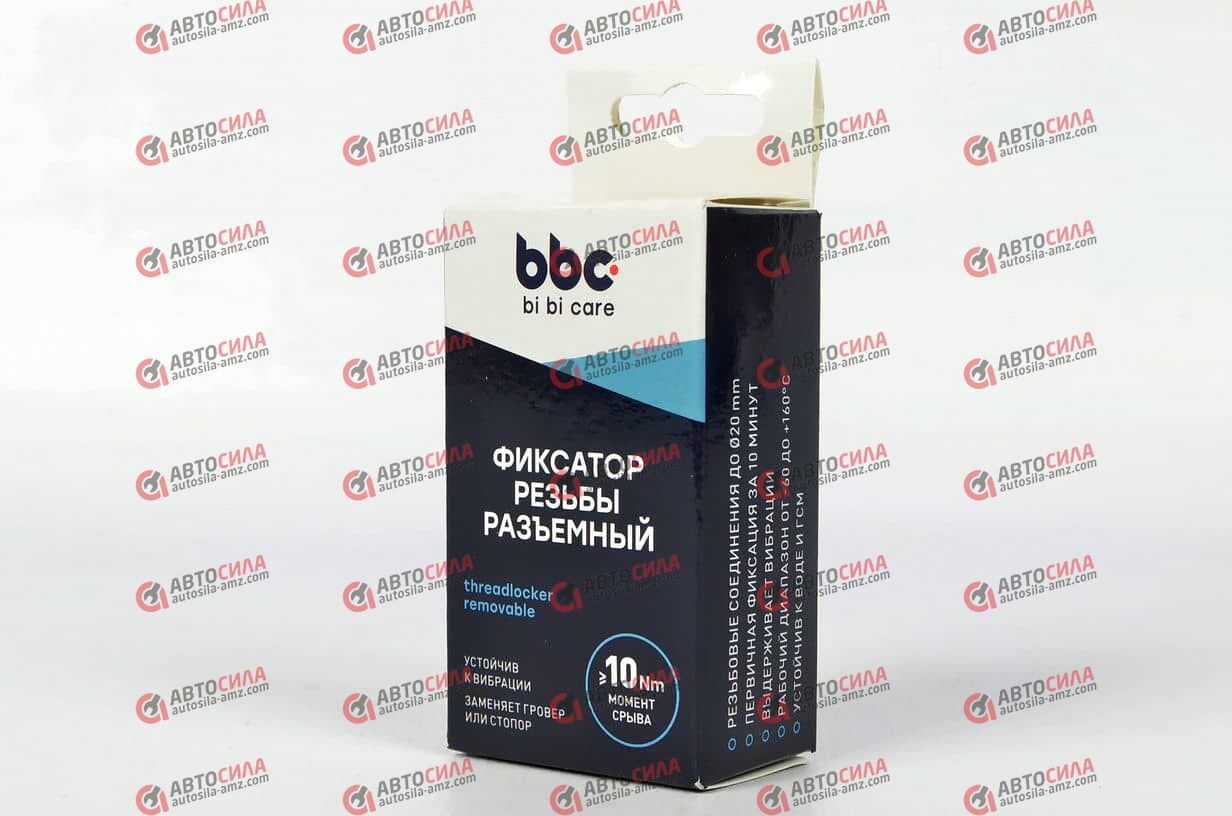 bbc
bi bi care
ФИКСАТОР
РЕЗЬБЫ
РАЗЪЕМНЫЙ
threadlocker
removable
УСТОЙЧИВ
К ВИБРАЦИИ
ЗАМЕНЯЕТ ГРОВЕР
ИЛИ СТОПОР
≥10 Nm
МОМЕНТ
СРЫВА
РЕЗЬБОВЫЕ СОЕДИНЕНИЯ ДО Ø20 mm
ПЕРВИЧНАЯ ФИКСАЦИЯ ЗА 10 МИНУТ
ВЫДЕРЖИВАЕТ ВИБРАЦИИ
РАБОЧИЙ ДИАПАЗОН ОТ -60 ДО +160°C
УСТОЙЧИВ К ВОДЕ И ГСМ
АВТОСИЛА
autosila-amz.com